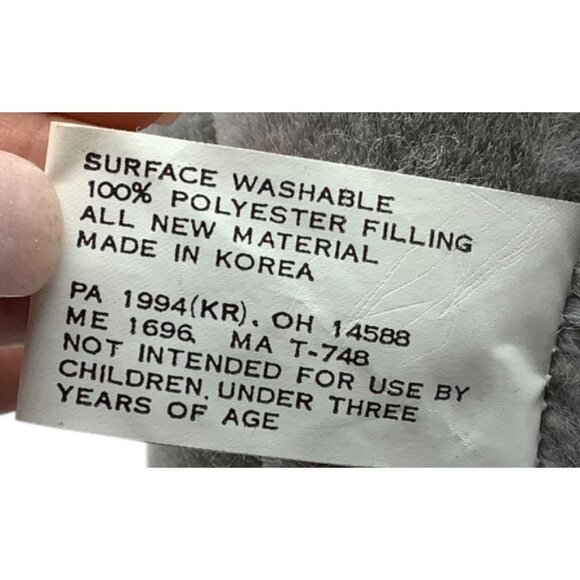 SURFACE WASHABLE
100% POLYESTER FILLING
ALL NEW MATERIAL
MADE IN KOREA
PA 1994(KR), OH 14588
ME 1696, MA T-748
NOT INTENDED FOR USE BY
CHILDREN, UNDER THREE
YEARS OF AGE